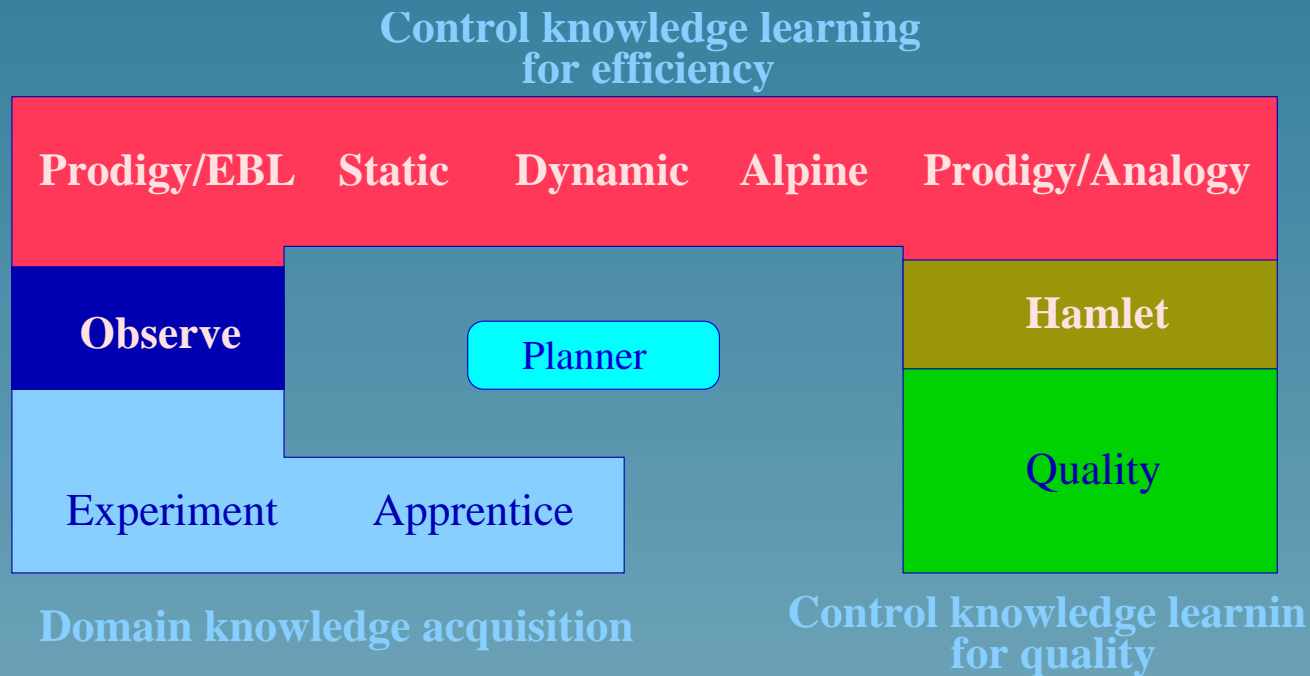 Control knowledge learning
for efficiency
Prodigy/EBL Static Dynamic Alpine Prodigy/Analogy
Observe
Planner
Hamlet
Quality
Experiment Apprentice
Domain knowledge acquisition
Control knowledge learnin
for quality